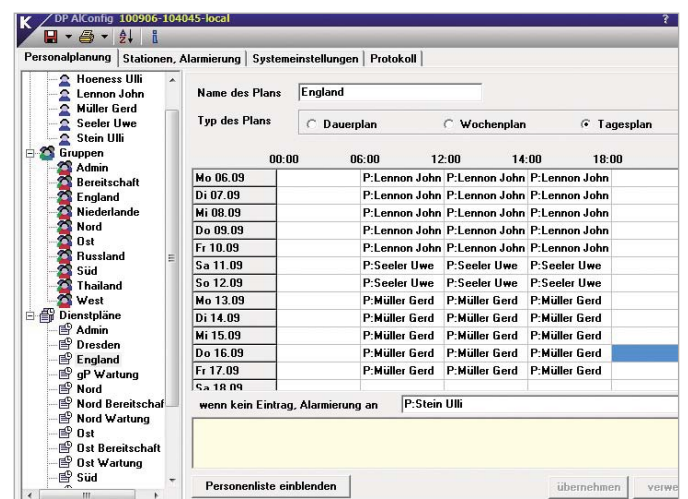 K DP AlConfig 100906-104045-local ?
Personalplanung Stationen, Alarmierung Systemeinstellungen Protokoll
Hoeness Ulli
Lennon John
Müller Gerd
Seeler Uwe
Stein Ulli
Gruppen
Admin
Bereitschaft
England
Niederlande
Nord
Ost
Russland
Süd
Thailand
West
Dienstpläne
Admin
Dresden
England
gP Wartung
Nord
Nord Bereitschaf
Nord Wartung
Ost
Ost Bereitschaft
Ost Wartung
Süd
Name des Plans England
Typ des Plans Dauerplan Wochenplan Tagesplan
00:00 06:00 12:00 14:00 18:00
Mo 06.09 P:Lennon John P:Lennon John P:Lennon John
Di 07.09 P:Lennon John P:Lennon John P:Lennon John
Mi 08.09 P:Lennon John P:Lennon John P:Lennon John
Do 09.09 P:Lennon John P:Lennon John P:Lennon John
Fr 10.09 P:Lennon John P:Lennon John P:Lennon John
Sa 11.09 P:Seeler Uwe P:Seeler Uwe P:Seeler Uwe
So 12.09 P:Seeler Uwe P:Seeler Uwe P:Seeler Uwe
Mo 13.09 P:Müller Gerd P:Müller Gerd P:Müller Gerd
Di 14.09 P:Müller Gerd P:Müller Gerd P:Müller Gerd
Mi 15.09 P:Müller Gerd P:Müller Gerd P:Müller Gerd
Do 16.09 P:Müller Gerd P:Müller Gerd P:Müller Gerd
Fr 17.09 P:Müller Gerd P:Müller Gerd P:Müller Gerd
Sa 18.09
wenn kein Eintrag, Alarmierung an P:Stein Ulli
Personenliste einblenden übernehmen verwe